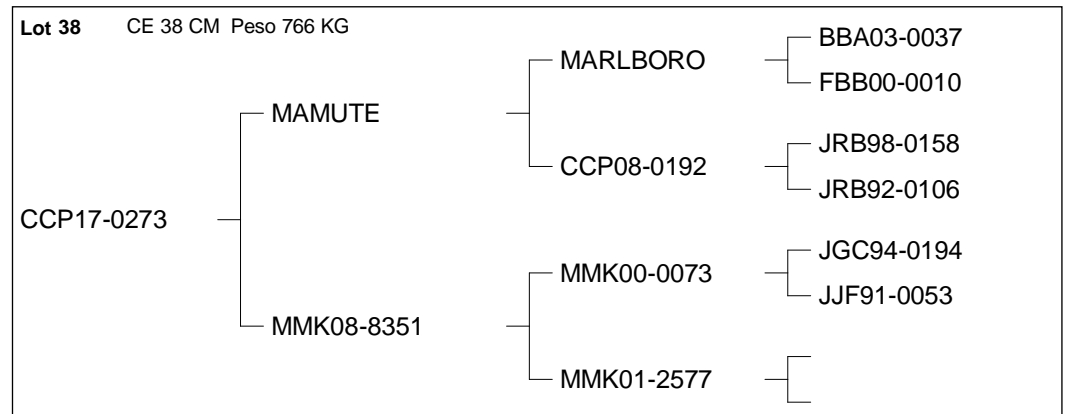 Lot 38 CE 38 CM Peso 766 KG
BBA03-0037
MARLBORO
FBB00-0010
MAMUTE
JRB98-0158
CCP08-0192
JRB92-0106
CCP17-0273
JGC94-0194
MMK00-0073
JJF91-0053
MMK08-8351
MMK01-2577